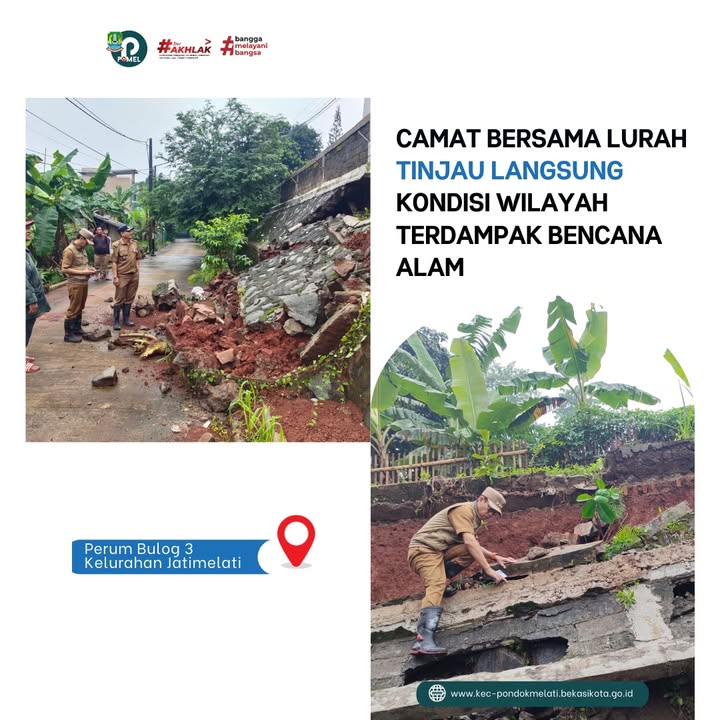 POMEL
#BerAKHLAK>
#bangga
melayani
bangsa
CAMAT BERSAMA LURAH
TINJAU LANGSUNG
KONDISI WILAYAH
TERDAMPAK BENCANA
ALAM
Perum Bulog 3
Kelurahan Jatimelati
www.kec-pondokmelati.bekasikota.go.id